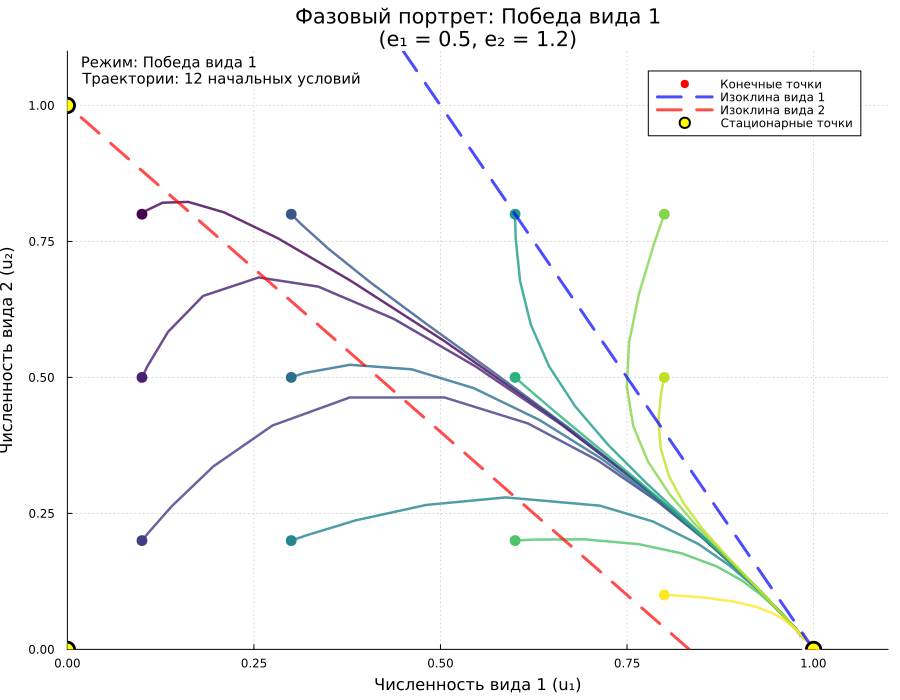 Фазовый портрет: Победа вида 1
(e₁ = 0.5, e₂ = 1.2)
Режим: Победа вида 1
Траектории: 12 начальных условий
Конечные точки
Изоклина вида 1
Изоклина вида 2
Стационарные точки
Численность вида 2 (u₂)
1.00
0.75
0.50
0.25
0.00
0.00
0.25
0.50
0.75
1.00
Численность вида 1 (u₁)